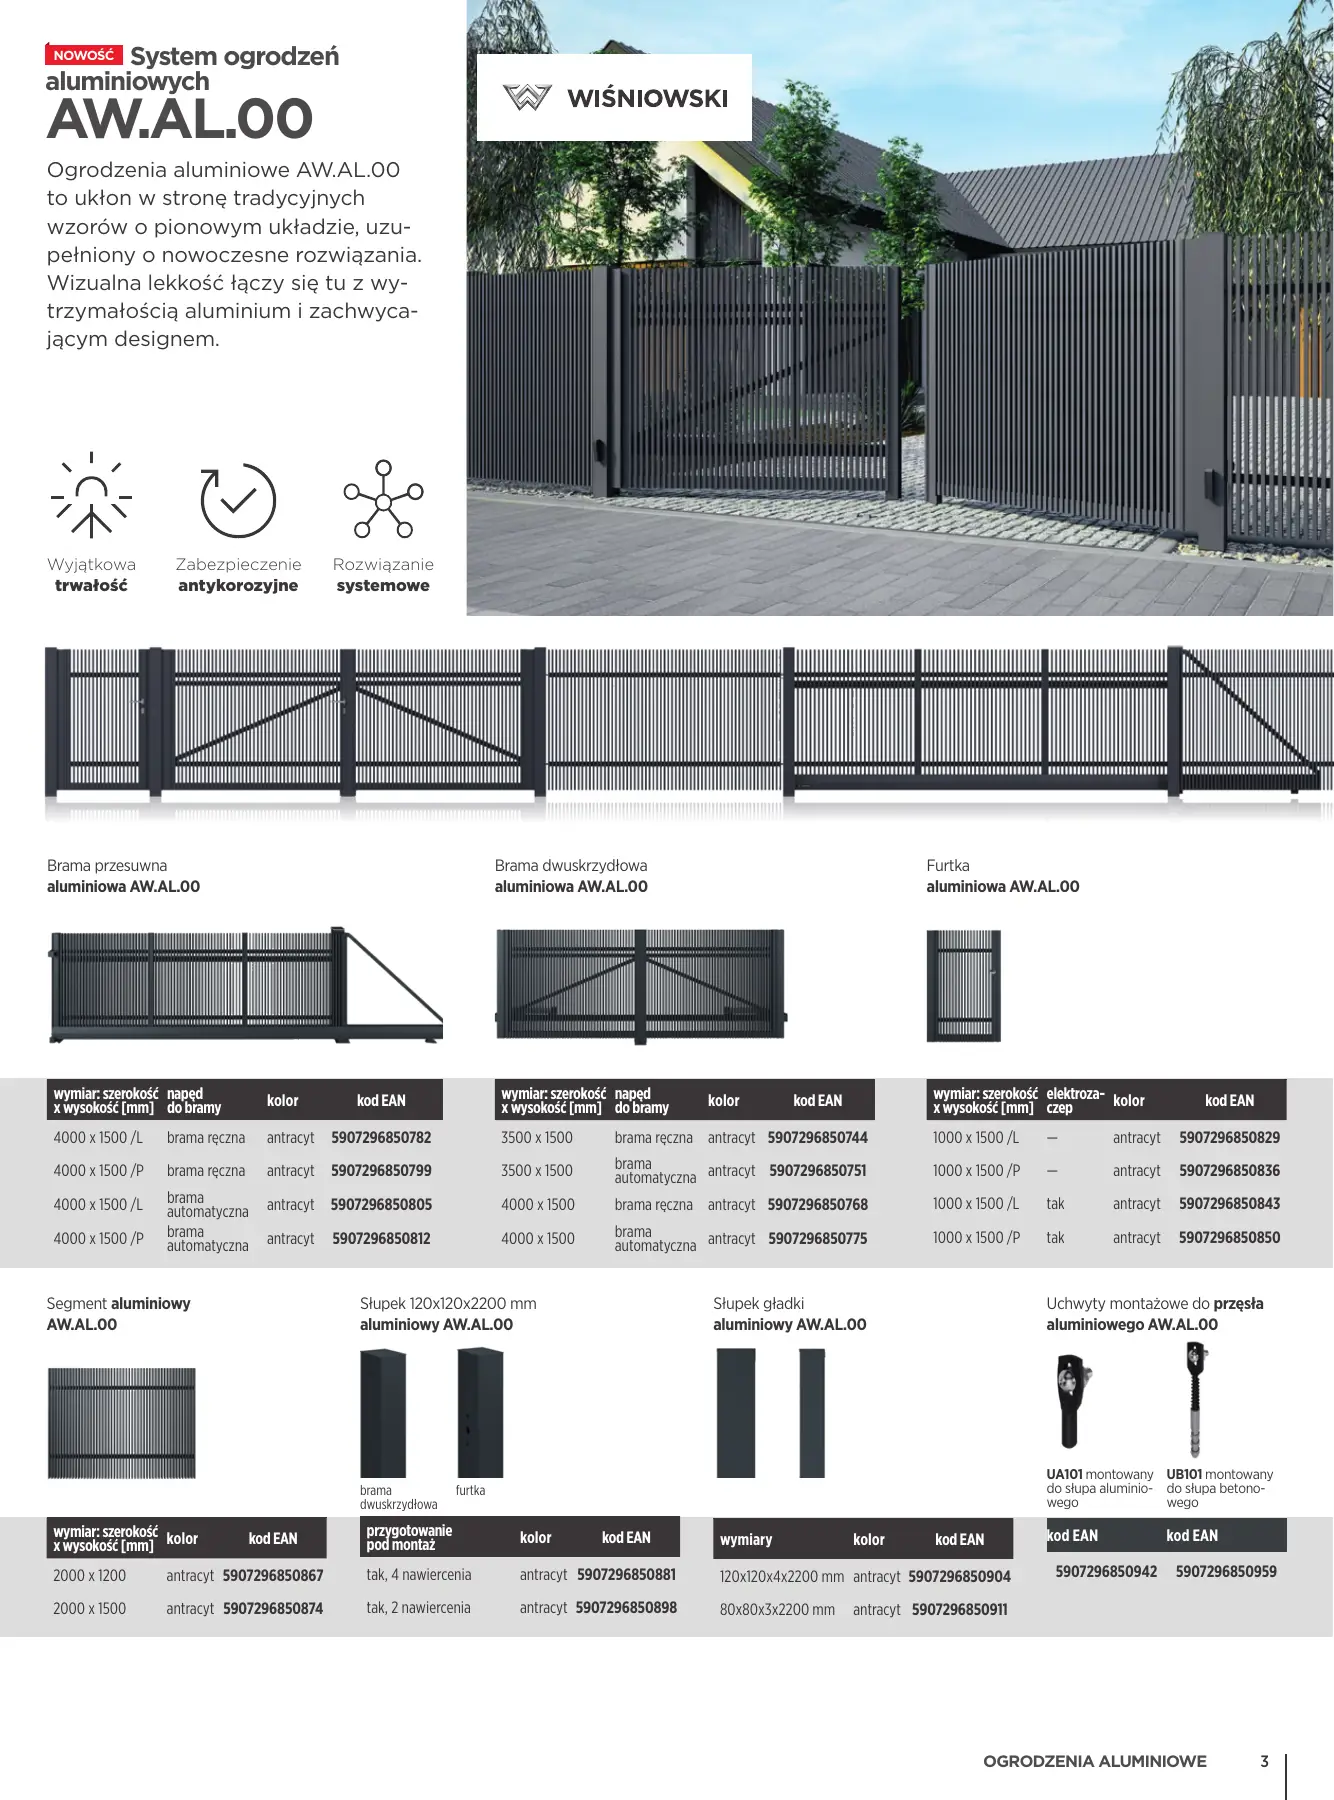 NOWOŚĆ System ogrodzeń
aluminiowych
AW.AL.00
Ogrodzenia aluminiowe AW.AL.00
to ukłon w stronę tradycyjnych
wzorów o pionowym układzie, uzu-
pełniony o nowoczesne rozwiązania.
Wizualna lekkość łączy się tu z wy-
trzymałością aluminium i zachwyca-
jącym designem.
WIŚNIOWSKI
Wyjątkowa
trwałość
Zabezpieczenie
antykorozyjne
Rozwiązanie
systemowe
Brama przesuwna
aluminiowa AW.AL.00
wymiar: szerokość x wysokość [mm] napęd do bramy kolor kod EAN
4000 x 1500 /L brama ręczna antracyt 5907296850782
4000 x 1500 /P brama ręczna antracyt 5907296850799
4000 x 1500 /L brama automatyczna antracyt 5907296850805
4000 x 1500 /P brama automatyczna antracyt 5907296850812
Brama dwuskrzydłowa
aluminiowa AW.AL.00
wymiar: szerokość x wysokość [mm] napęd do bramy kolor kod EAN
3500 x 1500 brama ręczna antracyt 5907296850744
3500 x 1500 brama automatyczna antracyt 5907296850751
4000 x 1500 brama ręczna antracyt 5907296850768
4000 x 1500 brama automatyczna antracyt 5907296850775
Furtka
aluminiowa AW.AL.00
wymiar: szerokość x wysokość [mm] elektroza-czep kolor kod EAN
1000 x 1500 /L — antracyt 5907296850829
1000 x 1500 /P — antracyt 5907296850836
1000 x 1500 /L tak antracyt 5907296850843
1000 x 1500 /P tak antracyt 5907296850850
Segment aluminiowy
AW.AL.00
wymiar: szerokość x wysokość [mm] kolor kod EAN
2000 x 1200 antracyt 5907296850867
2000 x 1500 antracyt 5907296850874
Słupek 120x120x2200 mm
aluminiowy AW.AL.00
brama
dwuskrzydłowa
furtka
przygotowanie pod montaż kolor kod EAN
tak, 4 nawiercenia antracyt 5907296850881
tak, 2 nawiercenia antracyt 5907296850898
Słupek gładki
aluminiowy AW.AL.00
wymiary kolor kod EAN
120x120x4x2200 mm antracyt 5907296850904
80x80x3x2200 mm antracyt 5907296850911
Uchwyty montażowe do przęsła
aluminiowego AW.AL.00
UA101 montowany
do słupa aluminio-
wego
UB101 montowany
do słupa betono-
wego
kod EAN kod EAN
5907296850942 5907296850959
OGRODZENIA ALUMINIOWE 3